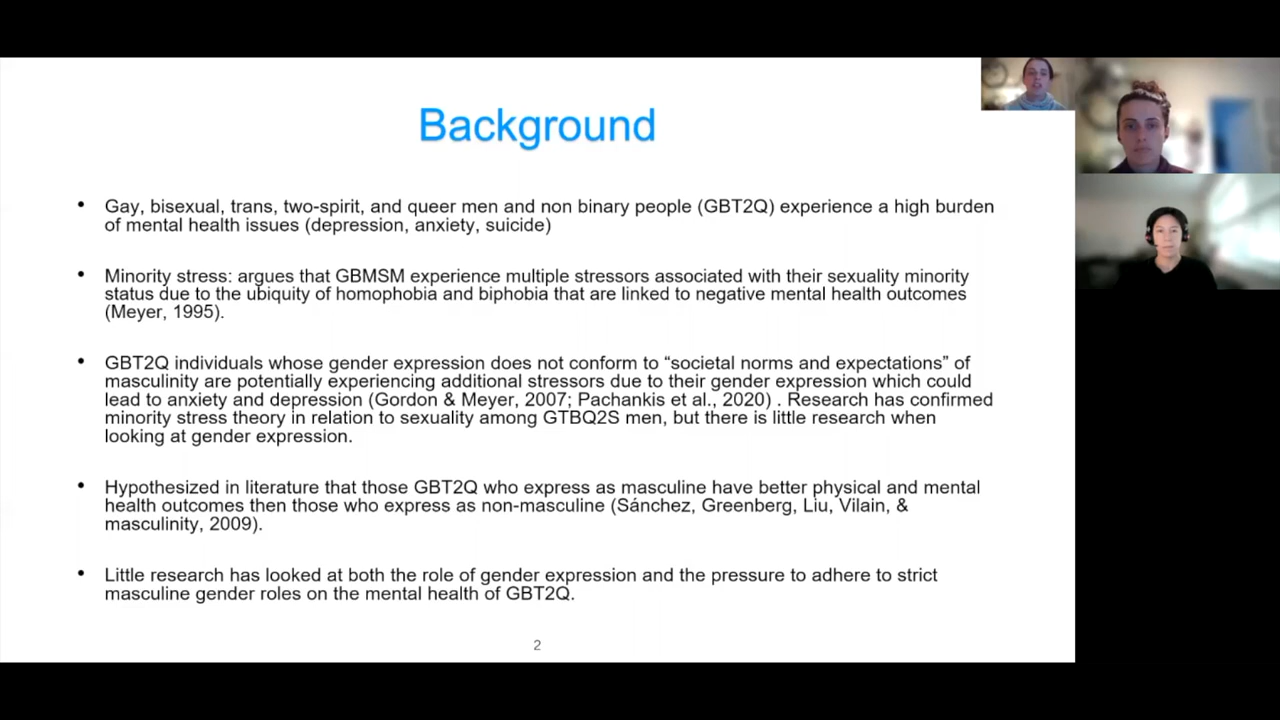 Background
• Gay, bisexual, trans, two-spirit, and queer men and non binary people (GBT2Q) experience a high burden
of mental health issues (depression, anxiety, suicide)
• Minority stress: argues that GBMSM experience multiple stressors associated with their sexuality minority
status due to the ubiquity of homophobia and biphobia that are linked to negative mental health outcomes
(Meyer, 1995).
• GBT2Q individuals whose gender expression does not conform to “societal norms and expectations” of
masculinity are potentially experiencing additional stressors due to their gender expression which could
lead to anxiety and depression (Gordon & Meyer, 2007; Pachankis et al., 2020) . Research has confirmed
minority stress theory in relation to sexuality among GTBQ2S men, but there is little research when
looking at gender expression.
• Hypothesized in literature that those GBT2Q who express as masculine have better physical and mental
health outcomes then those who express as non-masculine (Sánchez, Greenberg, Liu, Vilain, &
masculinity, 2009).
• Little research has looked at both the role of gender expression and the pressure to adhere to strict
masculine gender roles on the mental health of GBT2Q.
2